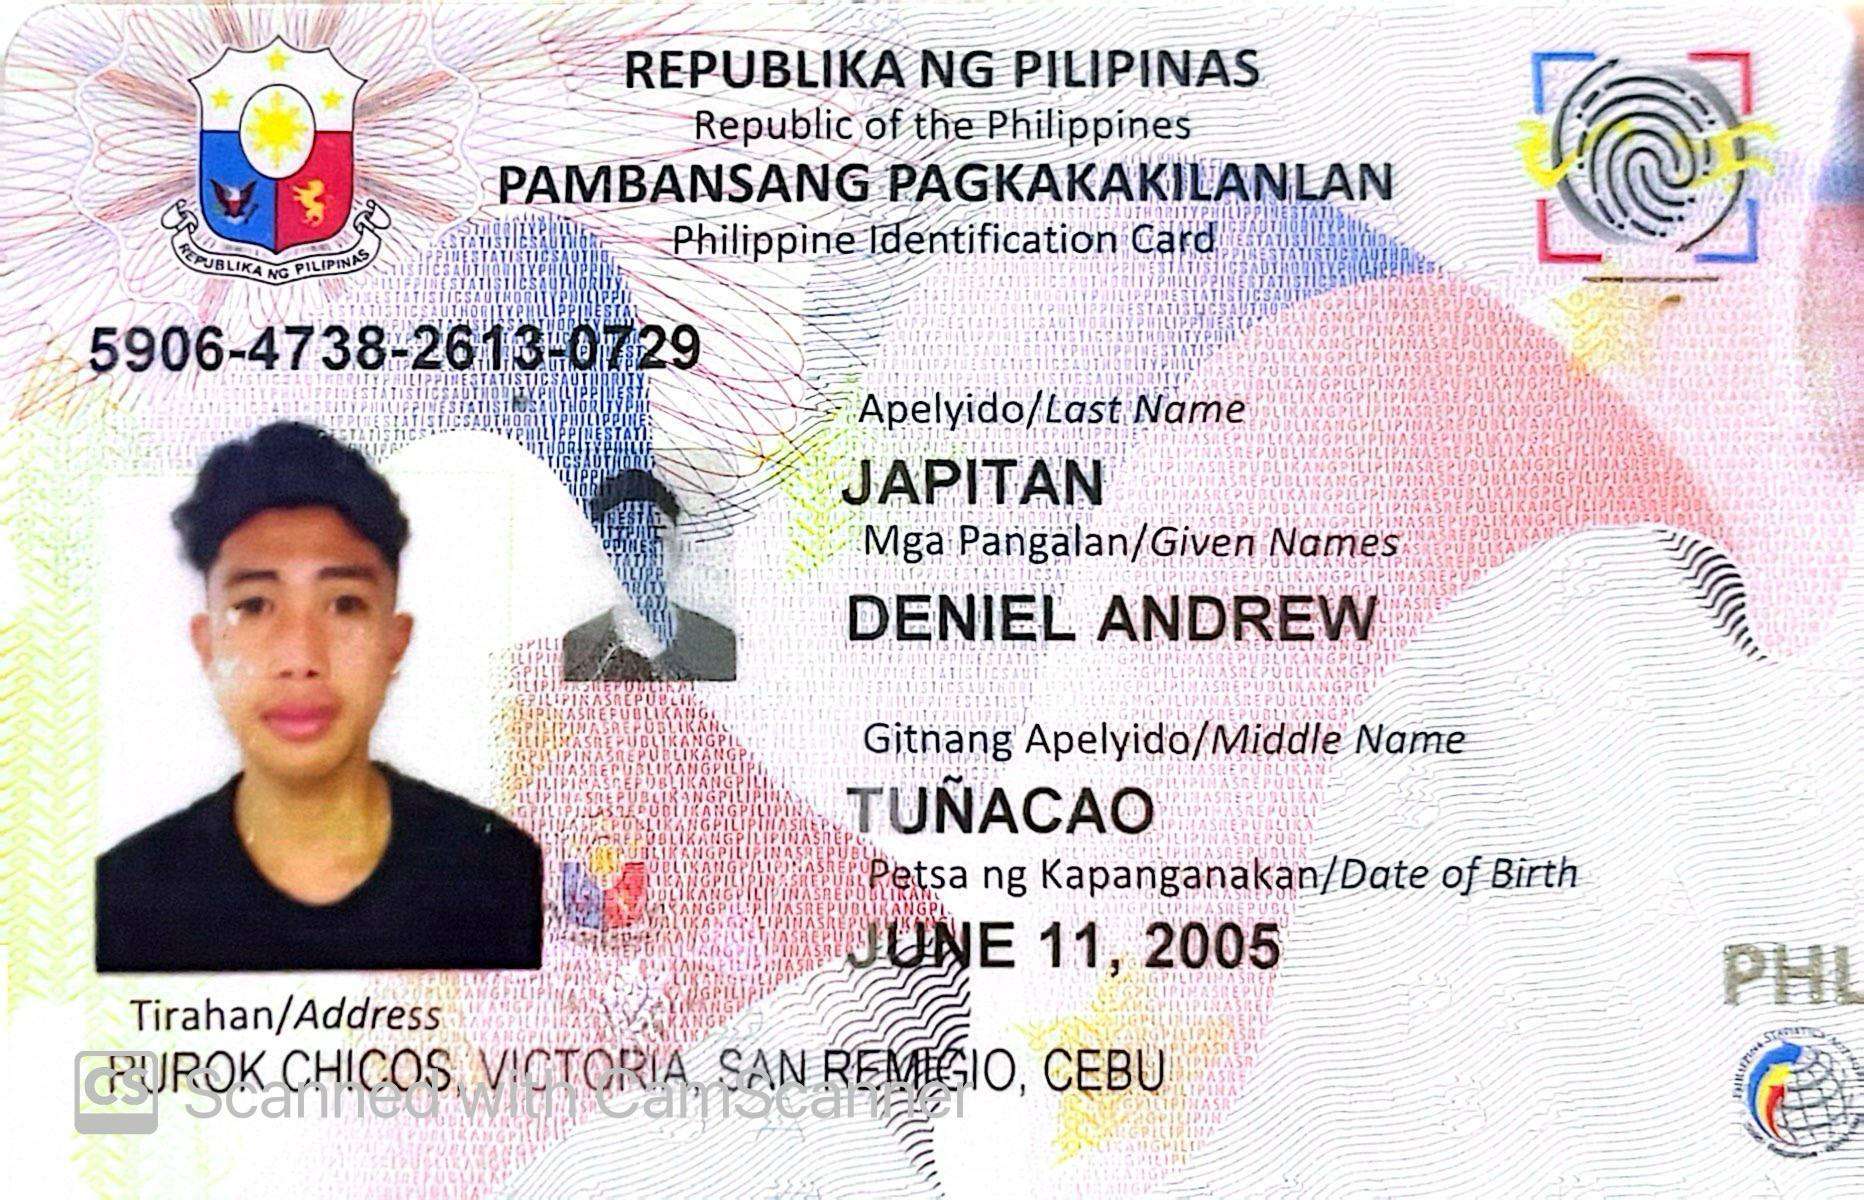 REPUBLIKA NG PILIPINAS
Republic of the Philippines
PAMBANSANG PAGKAKAKILANLAN
Philippine Identification Card
REPUBLIKA NG PILIPINAS
5906-4738-2613-0729
Apelyido/Last Name
JAPITAN
Mga Pangalan/Given Names
DENIEL ANDREW
Gitnang Apelyido/Middle Name
TUÑACAO
Petsa ng Kapanganakan/Date of Birth
JUNE 11, 2005
PHL
Tirahan/Address
PUROK CHICOS, VICTORIA, SAN REMIGIO, CEBU
CS Scanned with CamScanner